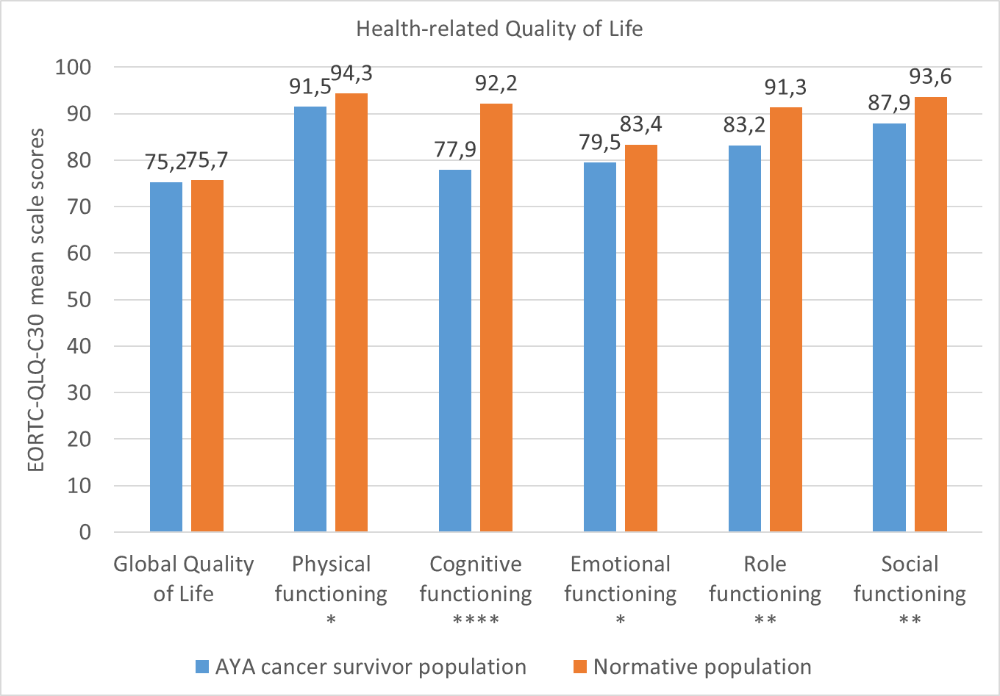 Health-related Quality of Life
EORTC-QLQ-C30 mean scale scores
100
90
80
70
60
50
40
30
20
10
0
75,2 75,7
91,5 94,3
77,9 92,2
79,5 83,4
83,2 91,3
87,9 93,6
Global Quality
of Life
Physical
functioning
*
Cognitive
functioning
****
Emotional
functioning
*
Role
functioning
**
Social
functioning
**
AYA cancer survivor population
Normative population